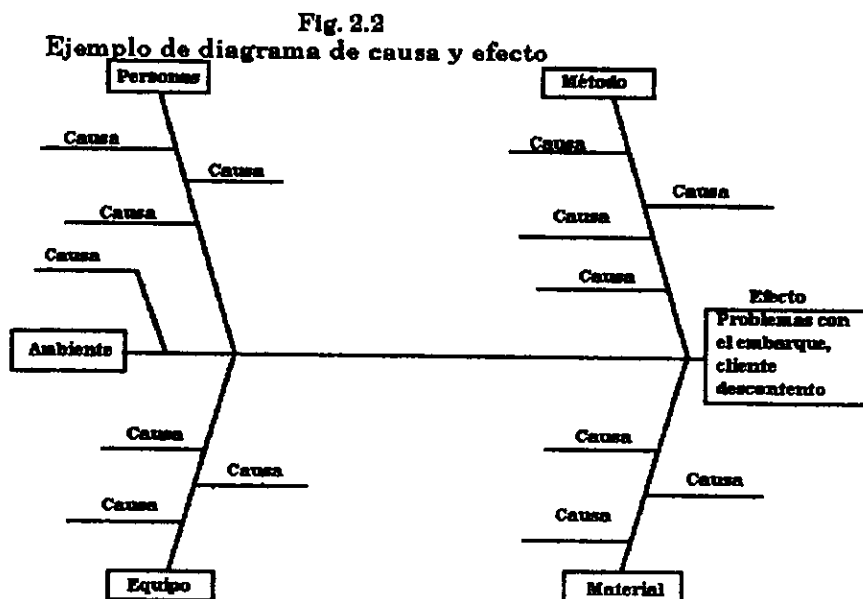 Fig. 2.2
Ejemplo de diagrama de causa y efecto
Personas
Método
Causa
Causa
Causa
Causa
Causa
Causa
Causa
Causa
Efecto
Ambiente
Problemas con
el embarque,
cliente
descontento
Causa
Causa
Causa
Causa
Causa
Causa
Equipo
Material